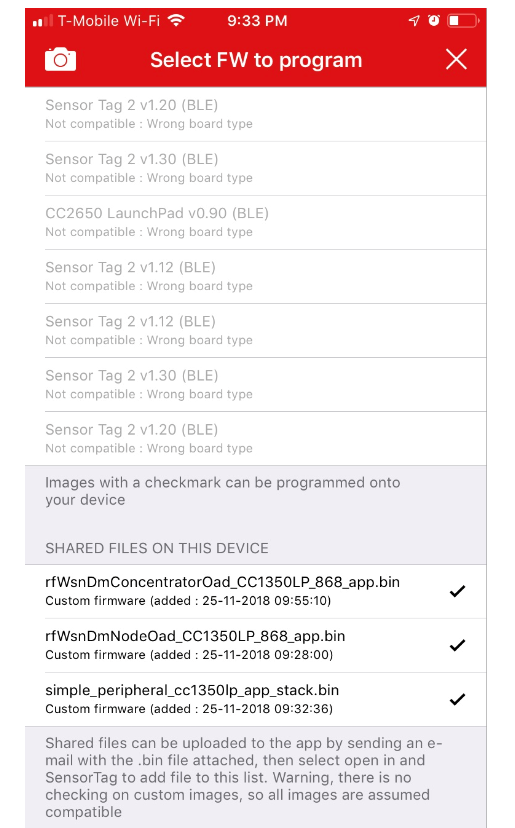 T-Mobile Wi-Fi 9:33 PM
Select FW to program
Sensor Tag 2 v1.20 (BLE)
Not compatible : Wrong board type
Sensor Tag 2 v1.30 (BLE)
Not compatible : Wrong board type
CC2650 LaunchPad v0.90 (BLE)
Not compatible : Wrong board type
Sensor Tag 2 v1.12 (BLE)
Not compatible : Wrong board type
Sensor Tag 2 v1.12 (BLE)
Not compatible : Wrong board type
Sensor Tag 2 v1.30 (BLE)
Not compatible : Wrong board type
Sensor Tag 2 v1.20 (BLE)
Not compatible : Wrong board type
Images with a checkmark can be programmed onto
your device
SHARED FILES ON THIS DEVICE
rfWsnDmConcentratorOad_CC1350LP_868_app.bin
Custom firmware (added : 25-11-2018 09:55:10)
rfWsnDmNodeOad_CC1350LP_868_app.bin
Custom firmware (added : 25-11-2018 09:28:00)
simple_peripheral_cc1350lp_app_stack.bin
Custom firmware (added : 25-11-2018 09:32:36)
Shared files can be uploaded to the app by sending an e-
mail with the .bin file attached, then select open in and
SensorTag to add file to this list. Warning, there is no
checking on custom images, so all images are assumed
compatible